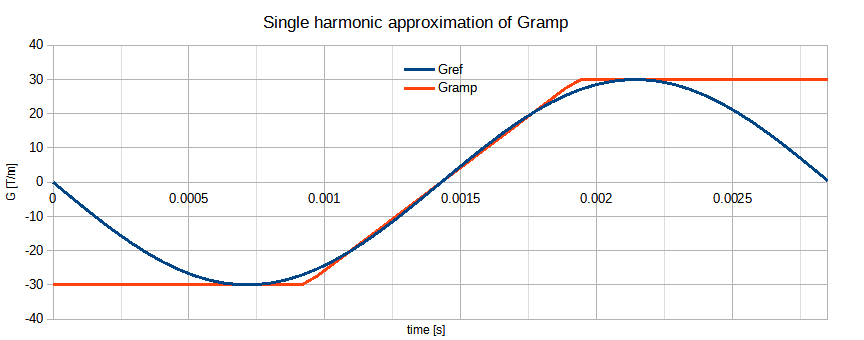 Single harmonic approximation of Gramp
40
30
20
10
0
-10
-20
-30
-40
G [T/m]
Gref
Gramp
0 0.0005 0.001 0.0015 0.002 0.0025
time [s]